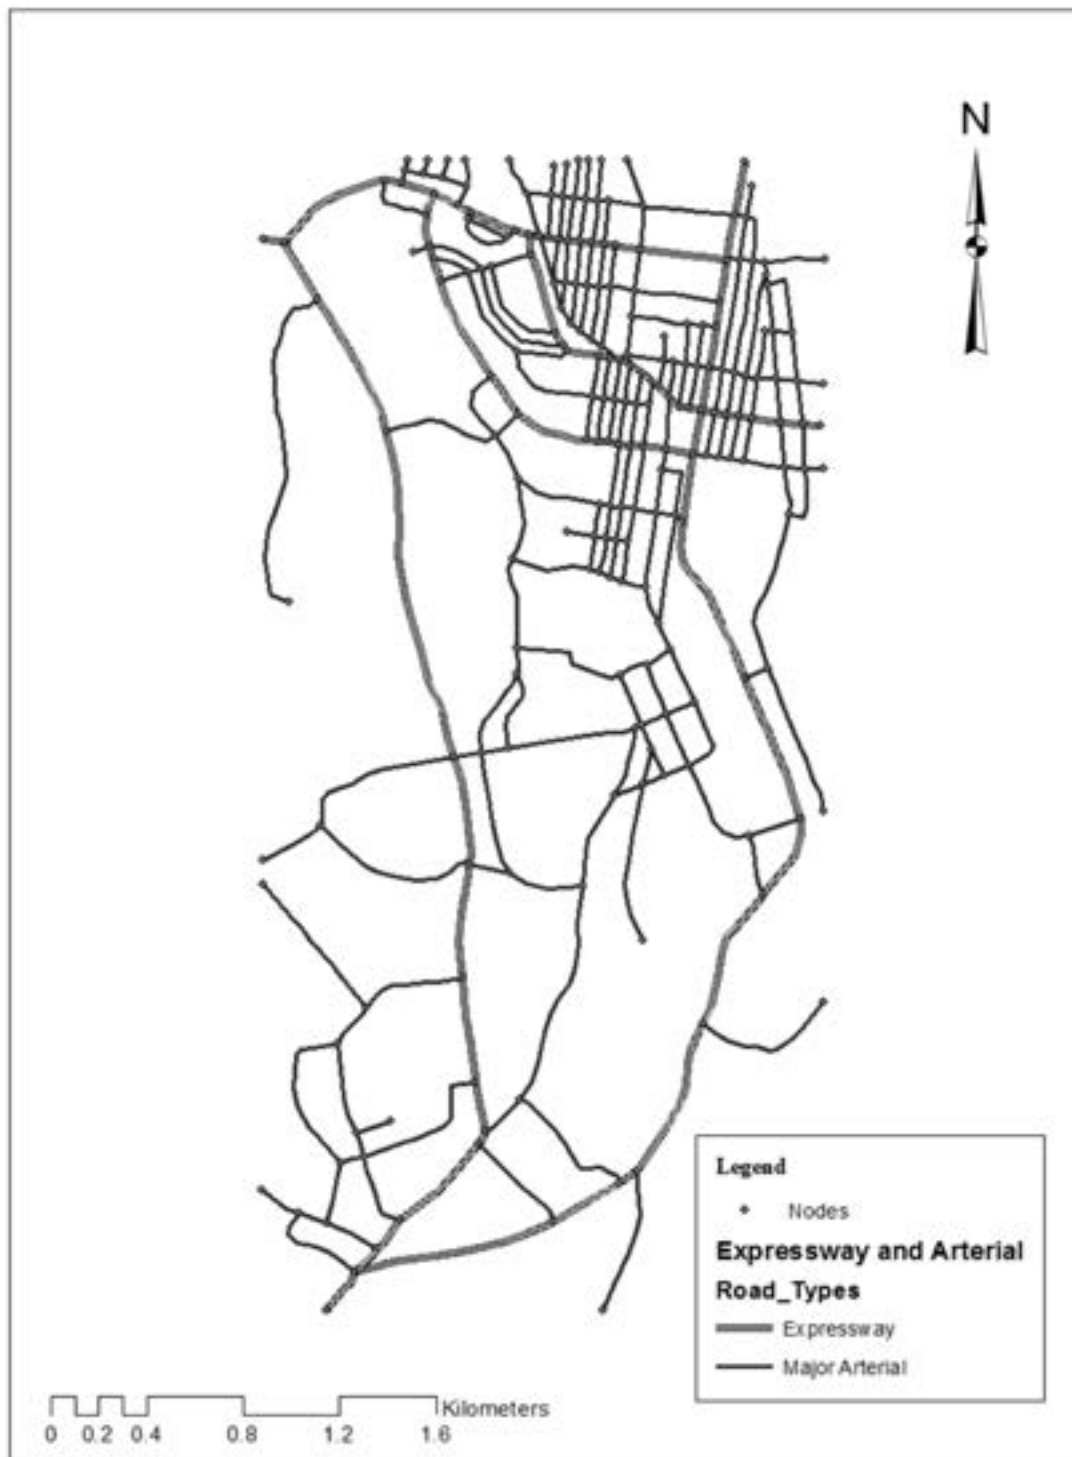 N
Legend
Nodes
Expressway and Arterial
Road_Types
Expressway
Major Arterial
Kilometers
0 0.2 0.4 0.8 1.2 1.6